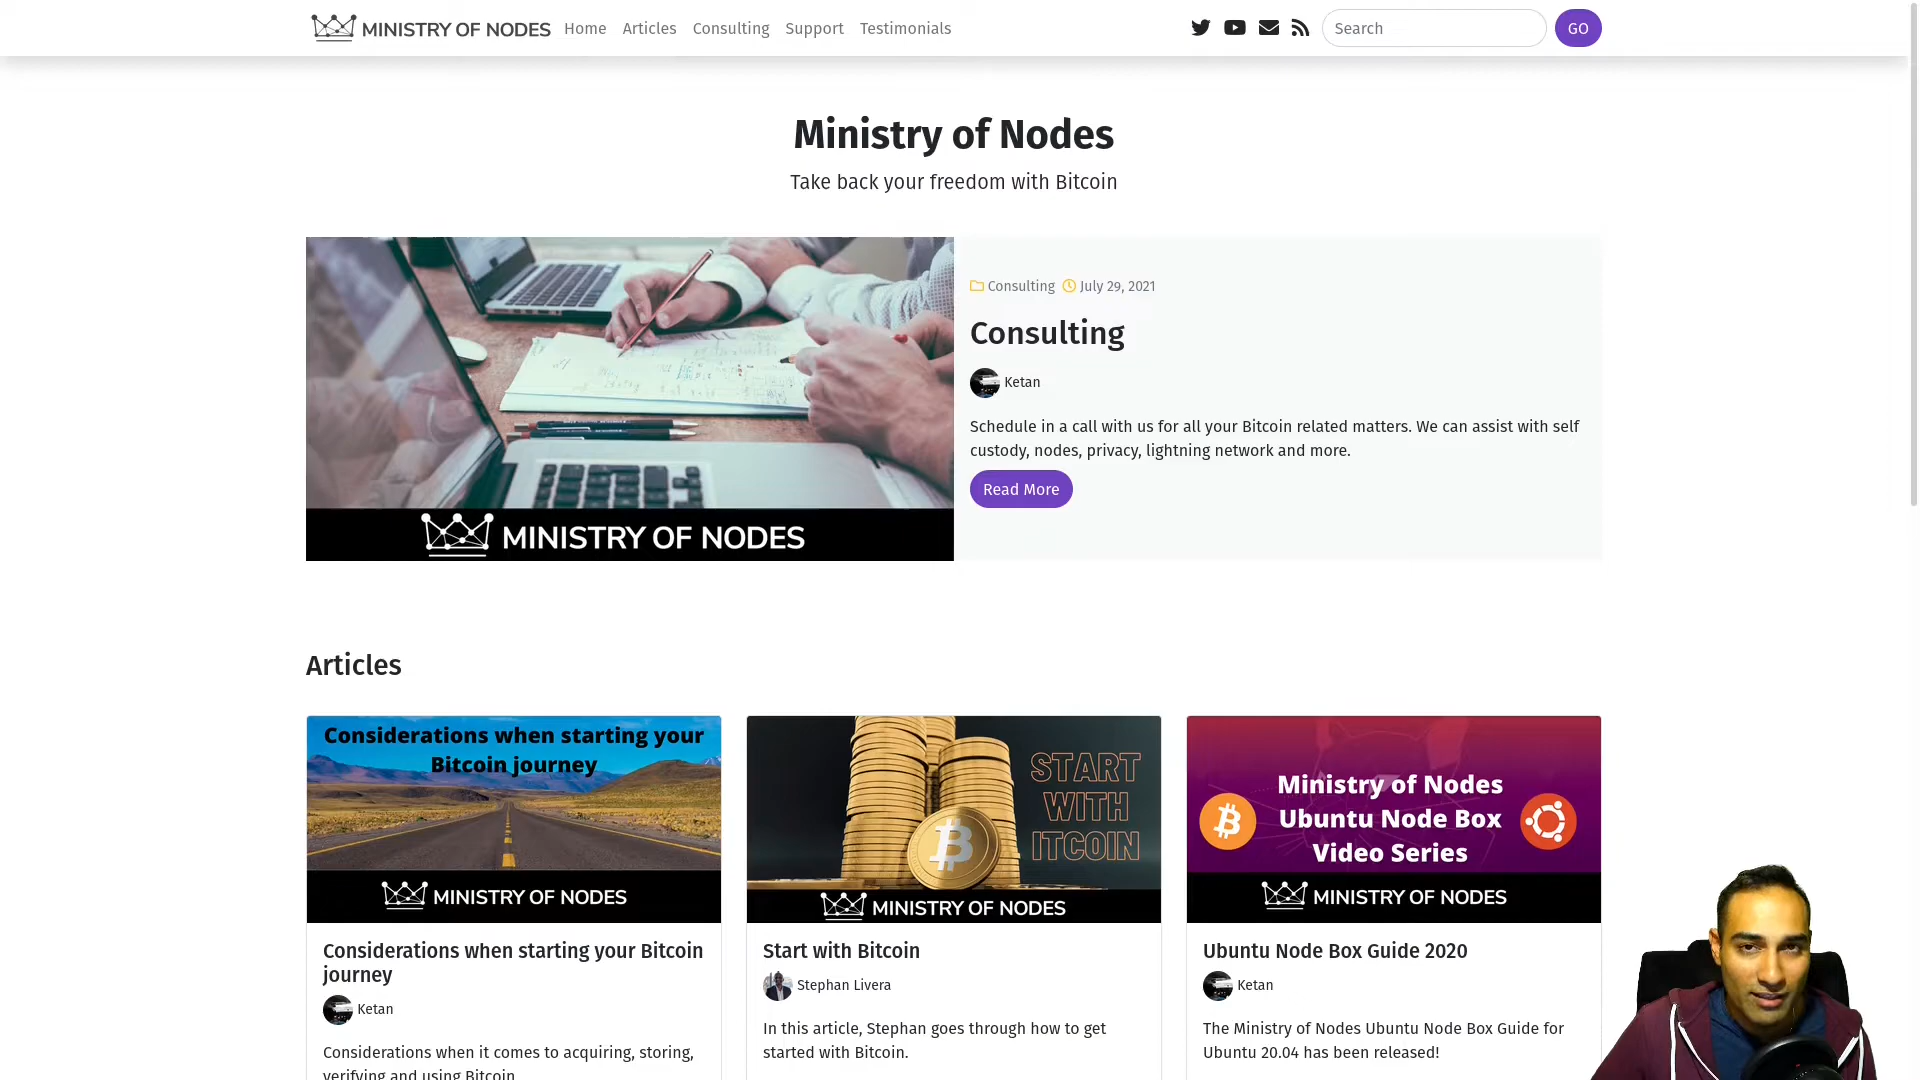 MINISTRY OF NODES Home Articles Consulting Support Testimonials Search GO
Ministry of Nodes
Take back your freedom with Bitcoin
MINISTRY OF NODES
Consulting July 29, 2021
Consulting
Ketan
Schedule in a call with us for all your Bitcoin related matters. We can assist with self
custody, nodes, privacy, lightning network and more.
Read More
Articles
Considerations when starting your
Bitcoin journey
MINISTRY OF NODES
Considerations when starting your Bitcoin
journey
Ketan
Considerations when it comes to acquiring, storing,
verifying and using Bitcoin
START
WITH
ITCOIN
MINISTRY OF NODES
Start with Bitcoin
Stephan Livera
In this article, Stephan goes through how to get
started with Bitcoin.
Ministry of Nodes
Ubuntu Node Box
Video Series
MINISTRY OF NODES
Ubuntu Node Box Guide 2020
Ketan
The Ministry of Nodes Ubuntu Node Box Guide for
Ubuntu 20.04 has been released!